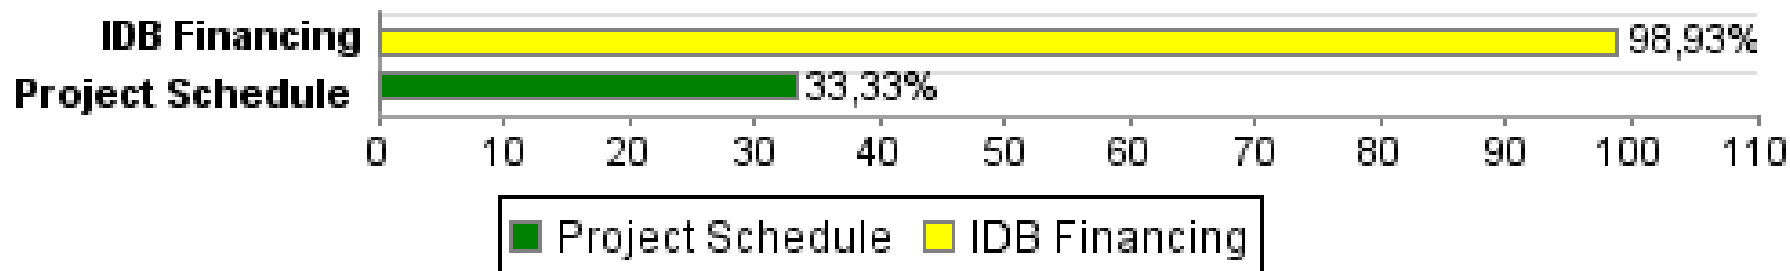 IDB Financing 98,93%
Project Schedule 33,33%
0 10 20 30 40 50 60 70 80 90 100 110
Project Schedule IDB Financing